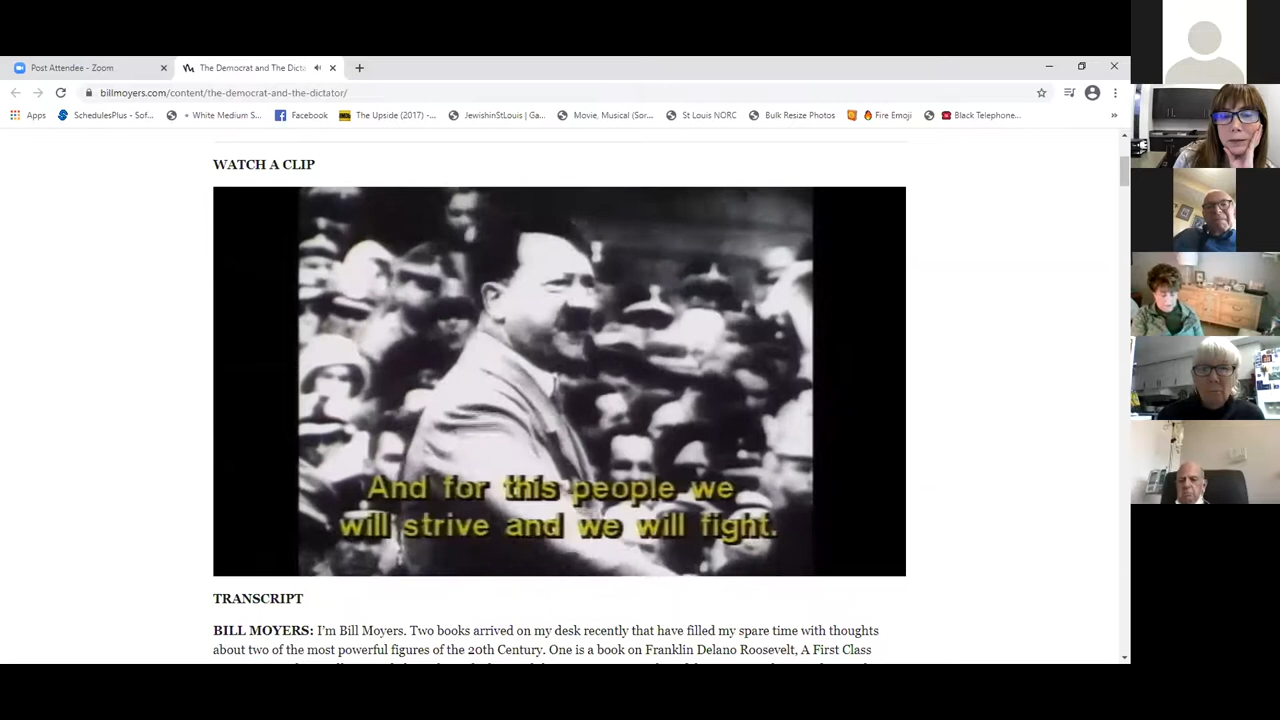 Post Attendee - Zoom
The Democrat and The Dicta
billmoyers.com/content/the-democrat-and-the-dictator/
Apps
SchedulesPlus - Sof...
+ White Medium S...
Facebook
The Upside (2017) -...
JewishinStLouis | Ga...
Movie, Musical (Sor...
St Louis NORC
Bulk Resize Photos
Fire Emoji
Black Telephone...
WATCH A CLIP
And for this people we
will strive and we will fight.
TRANSCRIPT
BILL MOYERS: I'm Bill Moyers. Two books arrived on my desk recently that have filled my spare time with thoughts
about two of the most powerful figures of the 20th Century. One is a book on Franklin Delano Roosevelt, A First Class